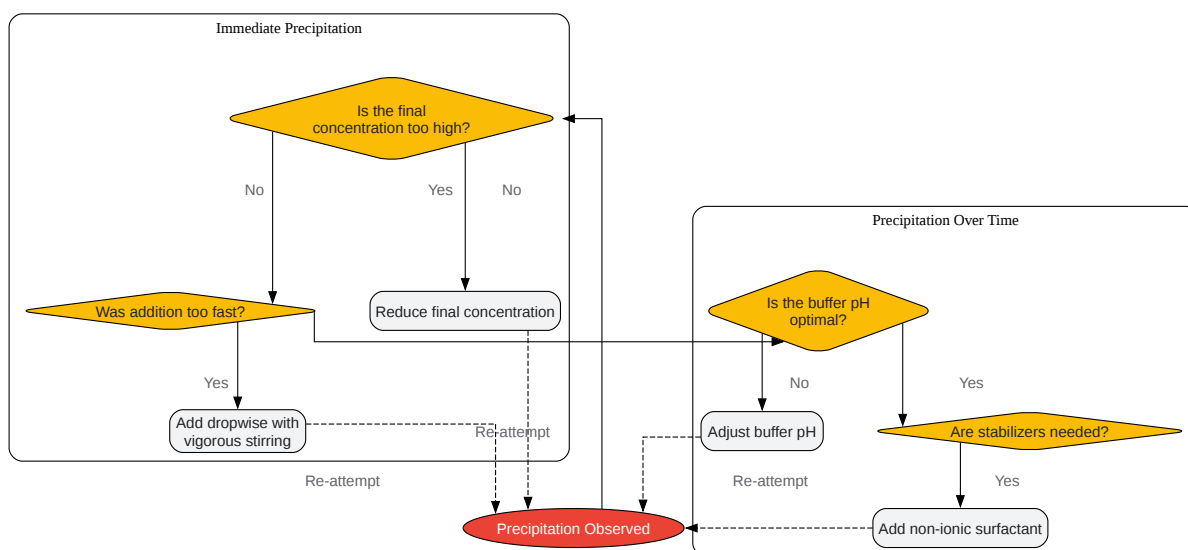 Immediate Precipitation
Is the final
concentration too high?
No
Yes
No
Precipitation Over Time
Was addition too fast?
Reduce final concentration
Is the buffer pH
optimal?
Yes
No
Yes
Add dropwise with
vigorous stirring
Re-attempt
Adjust buffer pH
Are stabilizers needed?
Re-attempt
Re-attempt
Yes
Precipitation Observed
Add non-ionic surfactant